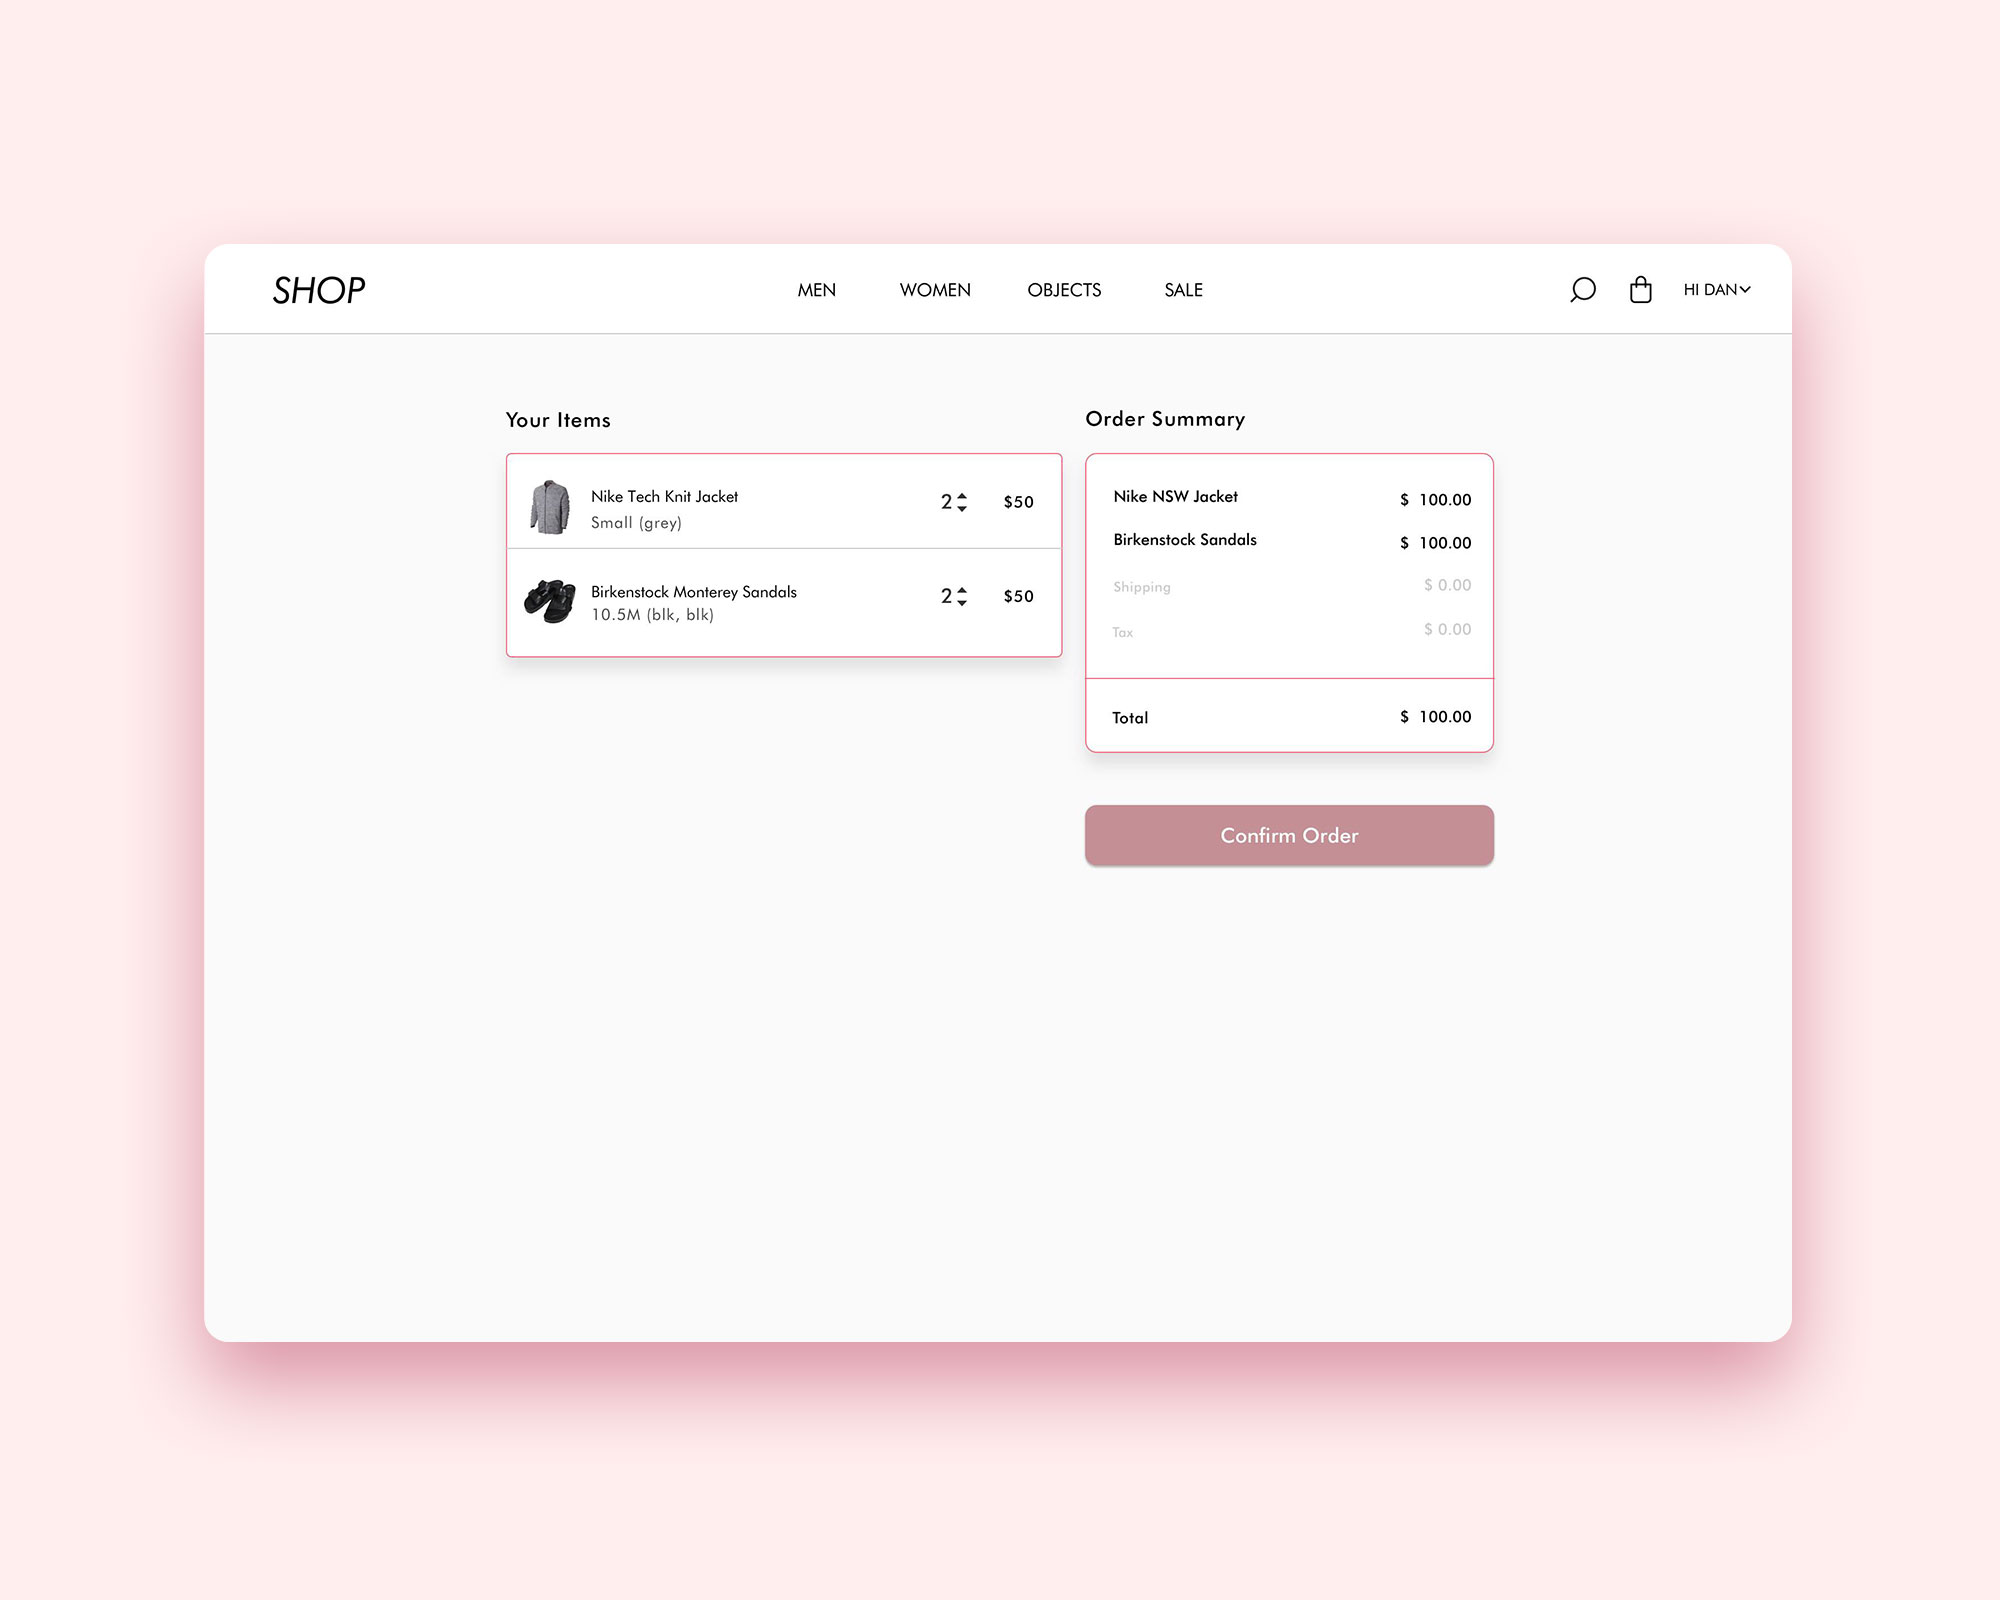 SHOP
MEN WOMEN OBJECTS SALE
HI DAN
Your Items
Nike Tech Knit Jacket 2 $50
Small (grey)
Birkenstock Monterey Sandals 2 $50
10.5M (blk, blk)
Order Summary
Nike NSW Jacket $ 100.00
Birkenstock Sandals $ 100.00
Shipping $ 0.00
Tax $ 0.00
Total $ 100.00
Confirm Order